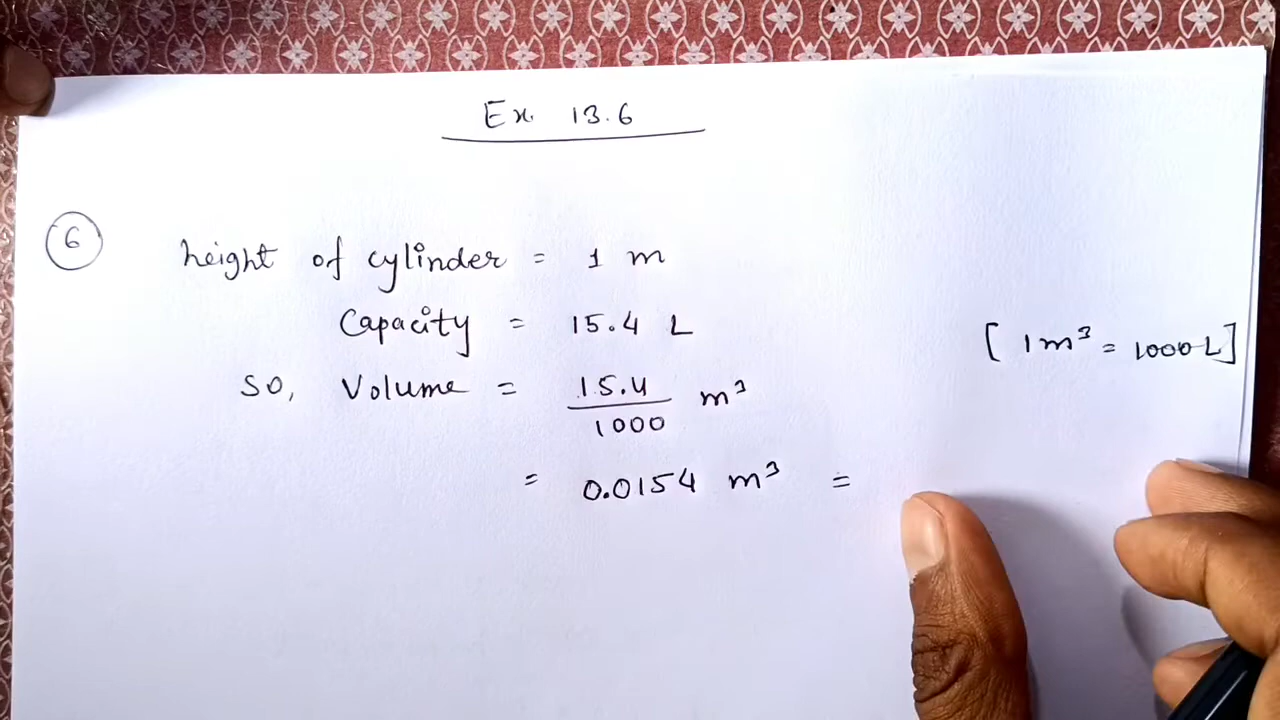 Ex. 13.6
6
height of cylinder = 1 m
Capacity = 15.4 L
[1m³ = 1000L]
So, Volume = 15.4/1000 m³
= 0.0154 m³ =